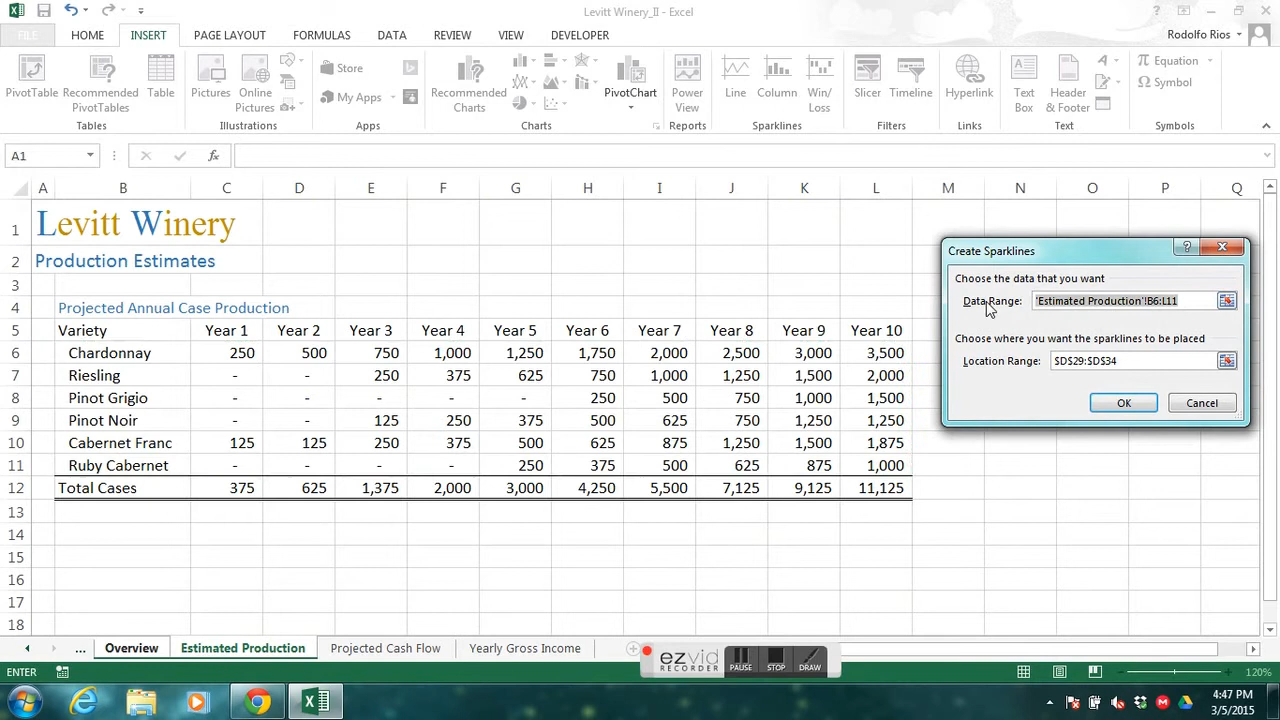 Levitt Winery_II - Excel
FILE HOME INSERT PAGE LAYOUT FORMULAS DATA REVIEW VIEW DEVELOPER Rodolfo Rios
PivotTable Recommended PivotTables Table
Tables
Pictures Online Pictures
Illustrations
Store
My Apps
Apps
Recommended Charts
PivotChart
Charts
Power View
Reports
Line Column Win/Loss
Sparklines
Slicer Timeline
Filters
Hyperlink
Links
Text Box Header & Footer
Text
Equation
Symbol
Symbols
A1 fx
A B C D E F G H I J K L M N O P Q
1 Levitt Winery
2 Production Estimates
3
4 Projected Annual Case Production
5 Variety Year 1 Year 2 Year 3 Year 4 Year 5 Year 6 Year 7 Year 8 Year 9 Year 10
6 Chardonnay 250 500 750 1,000 1,250 1,750 2,000 2,500 3,000 3,500
7 Riesling - - 250 375 625 750 1,000 1,250 1,500 2,000
8 Pinot Grigio - - - - - 250 500 750 1,000 1,500
9 Pinot Noir - - 125 250 375 500 625 750 1,250 1,250
10 Cabernet Franc 125 125 250 375 500 625 875 1,250 1,500 1,875
11 Ruby Cabernet - - - - 250 375 500 625 875 1,000
12 Total Cases 375 625 1,375 2,000 3,000 4,250 5,500 7,125 9,125 11,125
13
14
15
16
17
18
Create Sparklines
Choose the data that you want
Data Range: 'Estimated Production'!B6:L11
Choose where you want the sparklines to be placed
Location Range: $D$29:$D$34
OK Cancel
... Overview Estimated Production Projected Cash Flow Yearly Gross Income
ezvid RECORDER PAUSE STOP DRAW
ENTER 120%
4:47 PM
3/5/2015